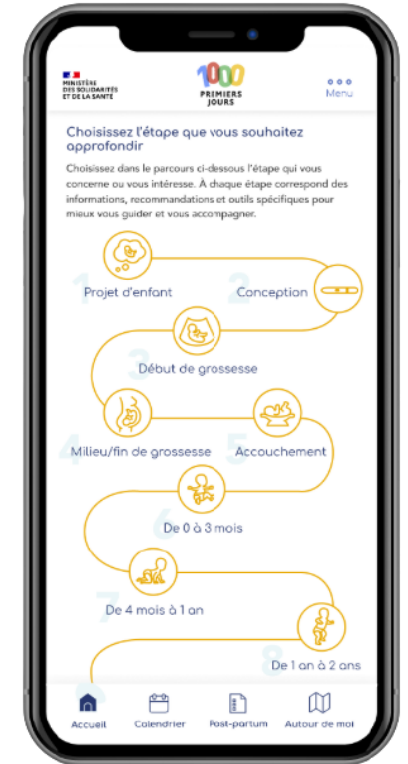 MINISTÈRE
DES SOLIDARITÉS
ET DE LA SANTÉ
1000
PREMIERS
JOURS
Menu
Choisissez l'étape que vous souhaitez
approfondir
Choisissez dans le parcours ci-dessous l'étape qui vous
concerne ou vous intéresse. À chaque étape correspond des
informations, recommandations et outils spécifiques pour
mieux vous guider et vous accompagner.
1
Projet d'enfant
2
Conception
3
Début de grossesse
4
Milieu/fin de grossesse
5
Accouchement
6
De 0 à 3 mois
7
De 4 mois à 1 an
8
De 1 an à 2 ans
Accueil
Calendrier
Post-partum
Autour de moi